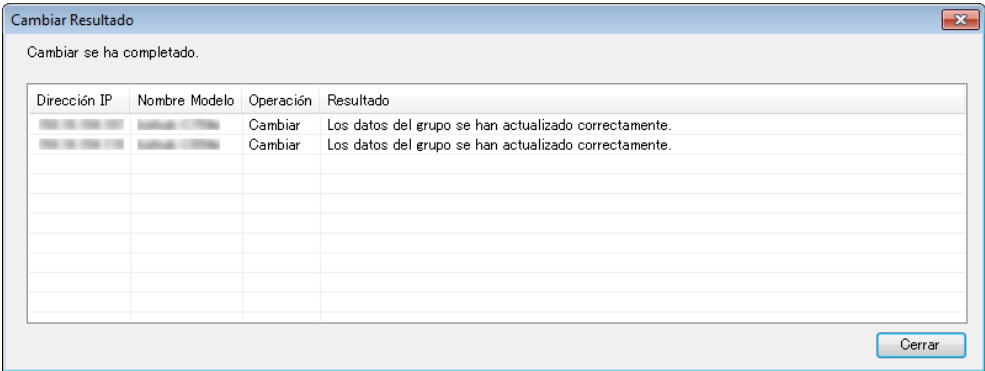 Cambiar Resultado
Cambiar se ha completado.
Dirección IP Nombre Modelo Operación Resultado
Cambiar Los datos del grupo se han actualizado correctamente.
Cambiar Los datos del grupo se han actualizado correctamente.
Cerrar